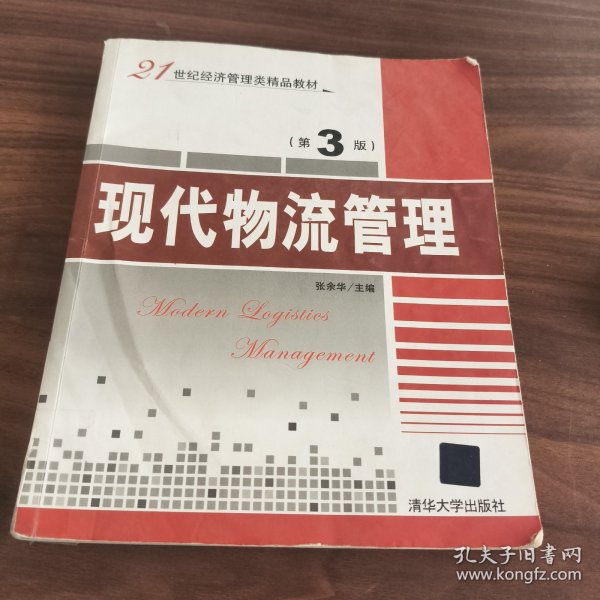 21世纪经济管理类精品教材
（第3版）
现代物流管理
张余华/主编
Modern Logistics
Management
清华大学出版社
孔夫子旧书网
www.kongfz.com